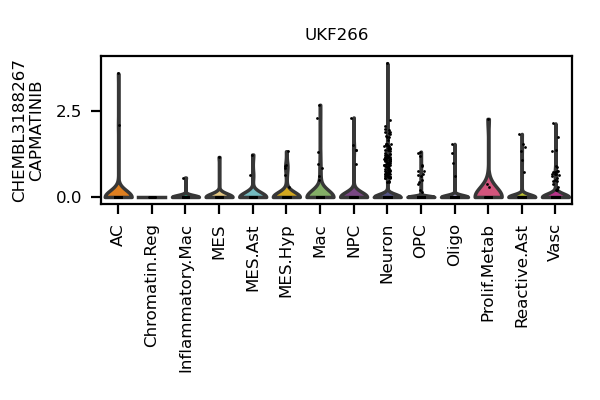 UKF266
CHEMBL3188267
CAPMATINIB
2.5
0.0
AC
Chromatin.Reg
Inflammatory.Mac
MES
MES.Ast
MES.Hyp
Mac
NPC
Neuron
OPC
Oligo
Prolif.Metab
Reactive.Ast
Vasc